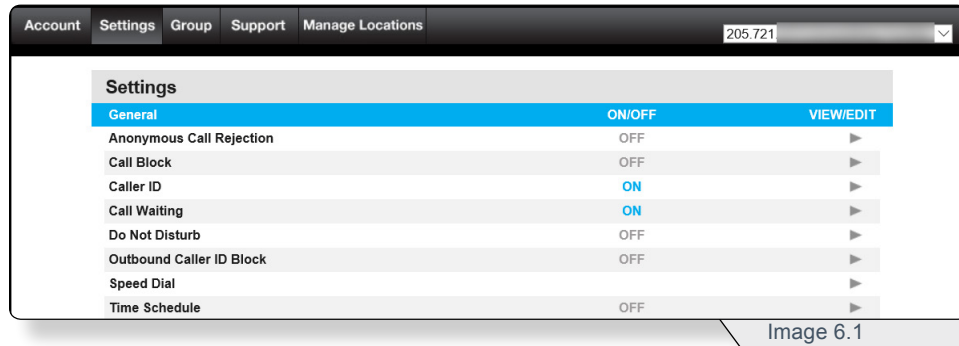 Account Settings Group Support Manage Locations
205.721
Settings
General ON/OFF VIEW/EDIT
Anonymous Call Rejection OFF
Call Block OFF
Caller ID ON
Call Waiting ON
Do Not Disturb OFF
Outbound Caller ID Block OFF
Speed Dial
Time Schedule OFF
Image 6.1